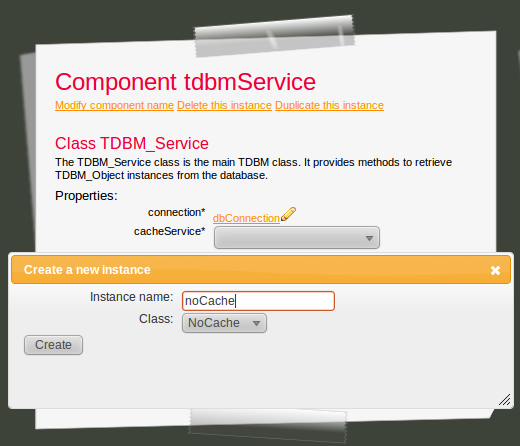 Component tdbmService
Modify component name Delete this instance Duplicate this instance
Class TDBM_Service
The TDBM_Service class is the main TDBM class. It provides methods to retrieve
TDBM_Object instances from the database.
Properties:
connection* dbConnection
cacheService*
Create a new instance
Instance name: noCache
Class: NoCache
Create